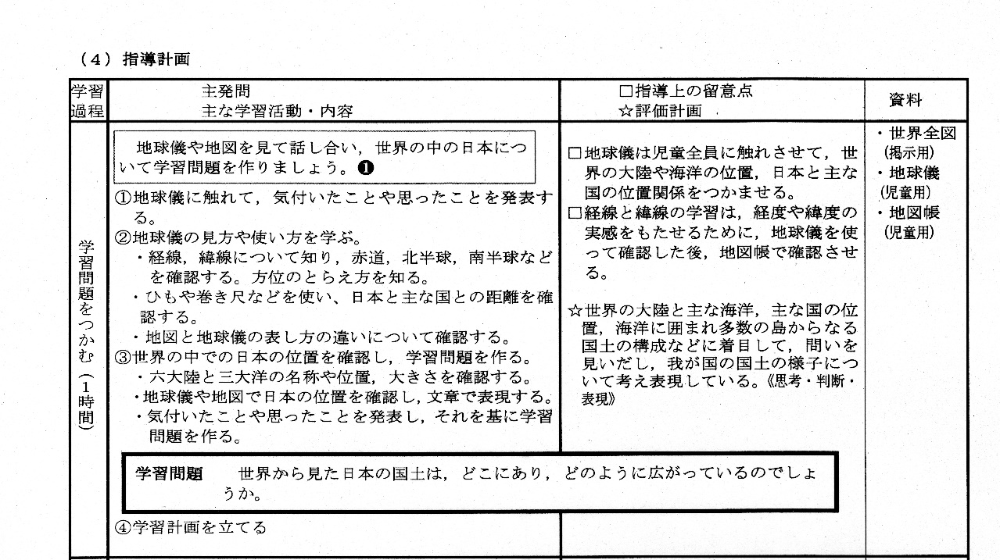 （4）指導計画
学習
過程
主発問
主な学習活動・内容
□指導上の留意点
☆評価計画
資料
学習問題をつかむ（1時間）
地球儀や地図を見て話し合い，世界の中の日本につ
いて学習問題を作りましょう。❶
①地球儀に触れて，気付いたことや思ったことを発表す
る。
②地球儀の見方や使い方を学ぶ。
・経線，緯線について知り，赤道，北半球，南半球など
を確認する。方位のとらえ方を知る。
・ひもや巻き尺などを使い、日本と主な国との距離を確
認する。
・地図と地球儀の表し方の違いについて確認する。
③世界の中での日本の位置を確認し，学習問題を作る。
・六大陸と三大洋の名称や位置，大きさを確認する。
・地球儀や地図で日本の位置を確認し，文章で表現する。
・気付いたことや思ったことを発表し，それを基に学習
問題を作る。
学習問題　世界から見た日本の国土は，どこにあり，どのように広がっているのでしょ
うか。
④学習計画を立てる
□地球儀は児童全員に触れさせて，世
界の大陸や海洋の位置，日本と主な
国の位置関係をつかませる。
□経線と緯線の学習は，経度や緯度の
実感をもたせるために，地球儀を使
って確認した後，地図帳で確認させ
る。
☆世界の大陸と主な海洋，主な国の位
置，海洋に囲まれ多数の島からなる
国土の構成などに着目して，問いを
見いだし，我が国の国土の様子につ
いて考え表現している。《思考・判断・
表現》
・世界全図
(掲示用)
・地球儀
(児童用)
・地図帳
(児童用)